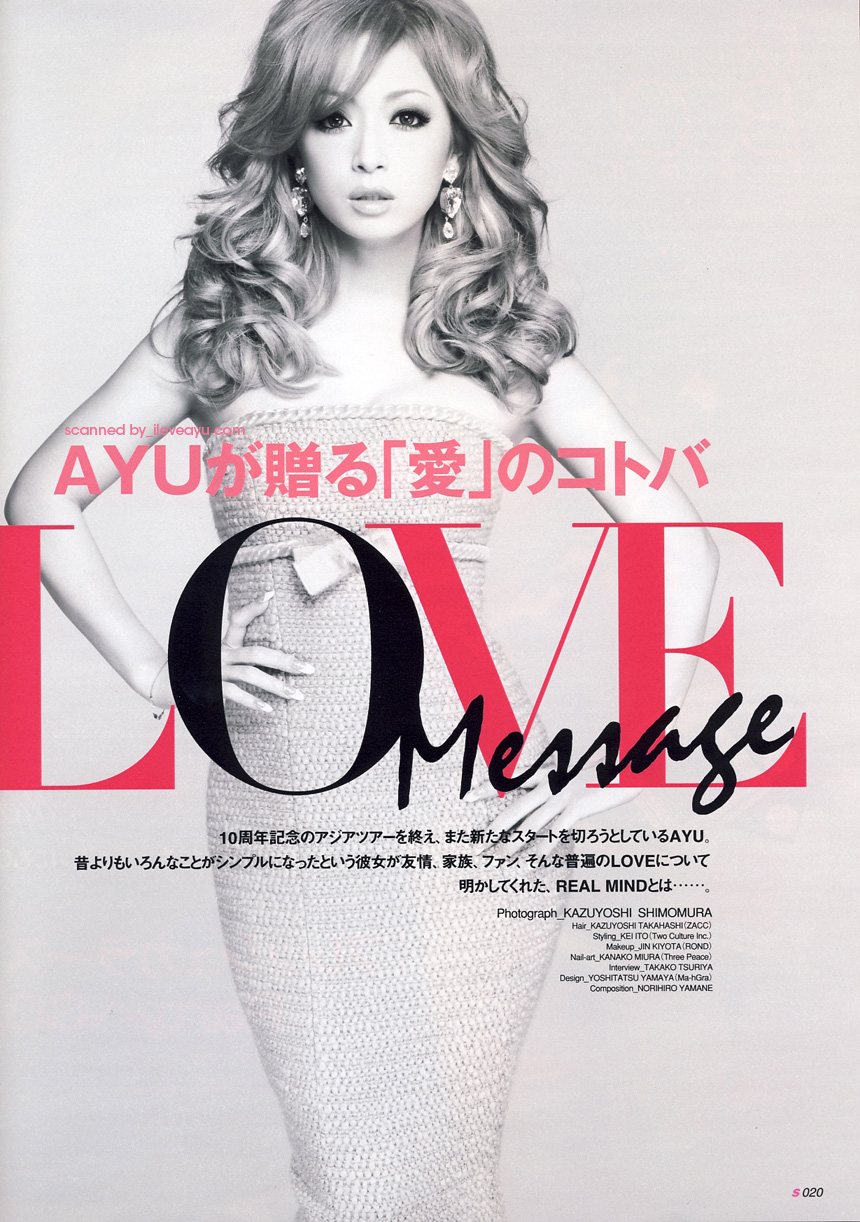 scanned by_iloveayu.com
AYUが贈る「愛」のコトバ
LOVE
Message
10周年記念のアジアツアーを終え、また新たなスタートを切ろうとしているAYU。
昔よりもいろんなことがシンプルになったという彼女が友情、家族、ファン、そんな普遍のLOVEについて
明かしてくれた、REAL MINDとは……。
Photograph_KAZUYOSHI SHIMOMURA
Hair_KAZUYOSHI TAKAHASHI(ZACC)
Styling_KEI ITO(Two Culture Inc.)
Makeup_JIN KIYOTA(ROND)
Nail-art_KANAKO MIURA(Three Peace)
Interview_TAKAKO TSURIYA
Design_YOSHITATSU YAMAYA(Ma-hGra)
Composition_NORIHIRO YAMANE
S 020